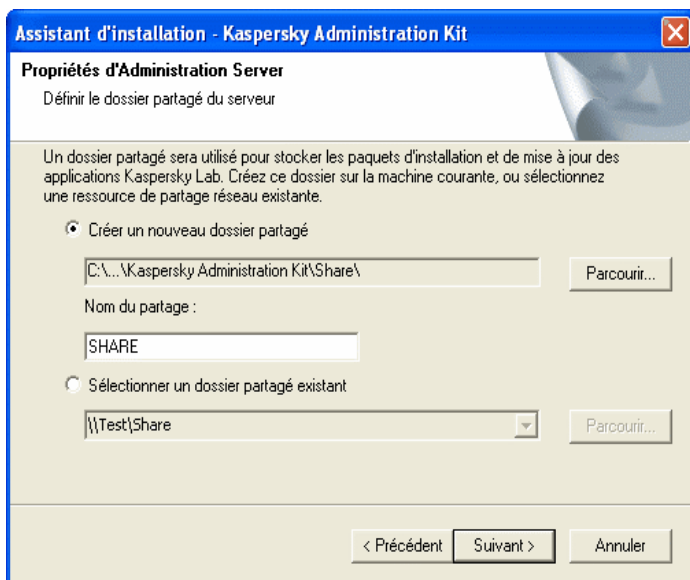 Assistant d'installation - Kaspersky Administration Kit
Propriétés d'Administration Server
Définir le dossier partagé du serveur
Un dossier partagé sera utilisé pour stocker les paquets d'installation et de mise à jour des
applications Kaspersky Lab. Créez ce dossier sur la machine courante, ou sélectionnez
une ressource de partage réseau existante.
Créer un nouveau dossier partagé
C:\...\Kaspersky Administration Kit\Share\
Parcourir...
Nom du partage :
SHARE
Sélectionner un dossier partagé existant
\\Test\Share
Parcourir...
< Précédent
Suivant >
Annuler